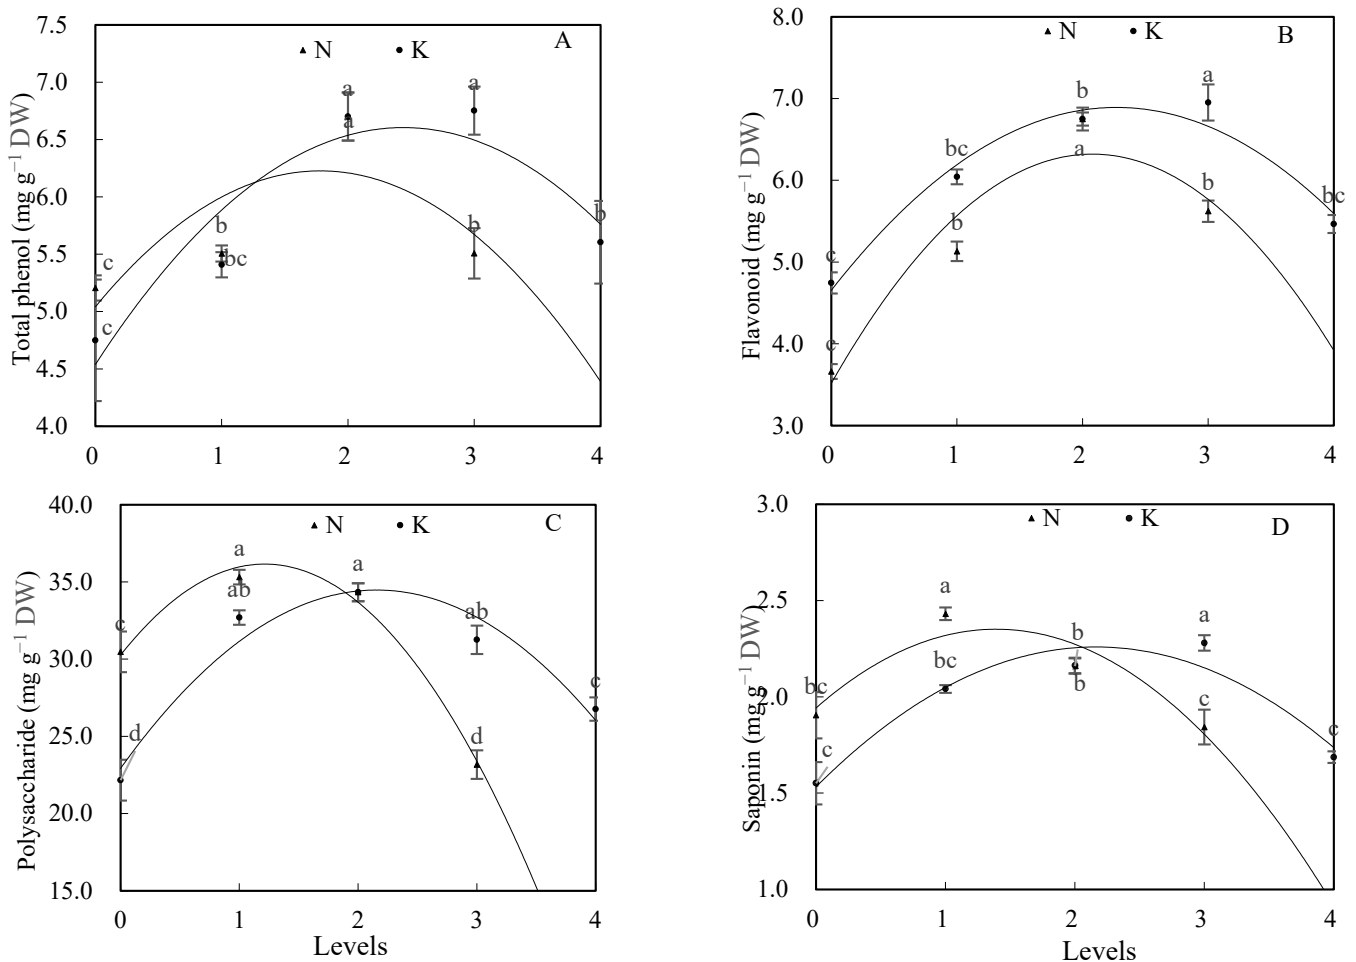 Total phenol (mg g⁻¹ DW)
7.5
7.0
6.5
6.0
5.5
5.0
4.5
4.0
0 1 2 3 4
N K
A
c
c
b
bc
a
a
a
b
b
Flavonoid (mg g⁻¹ DW)
8.0
7.0
6.0
5.0
4.0
3.0
0 1 2 3 4
N K
B
c
c
bc
b
b
a
a
b
bc
Polysaccharide (mg g⁻¹ DW)
40.0
35.0
30.0
25.0
20.0
15.0
0 1 2 3 4
Levels
N K
C
c
d
a
ab
a
ab
d
c
Saponin (mg g⁻¹ DW)
3.0
2.5
2.0
1.5
1.0
0 1 2 3 4
Levels
N K
D
bc
c
a
bc
b
b
a
c
c